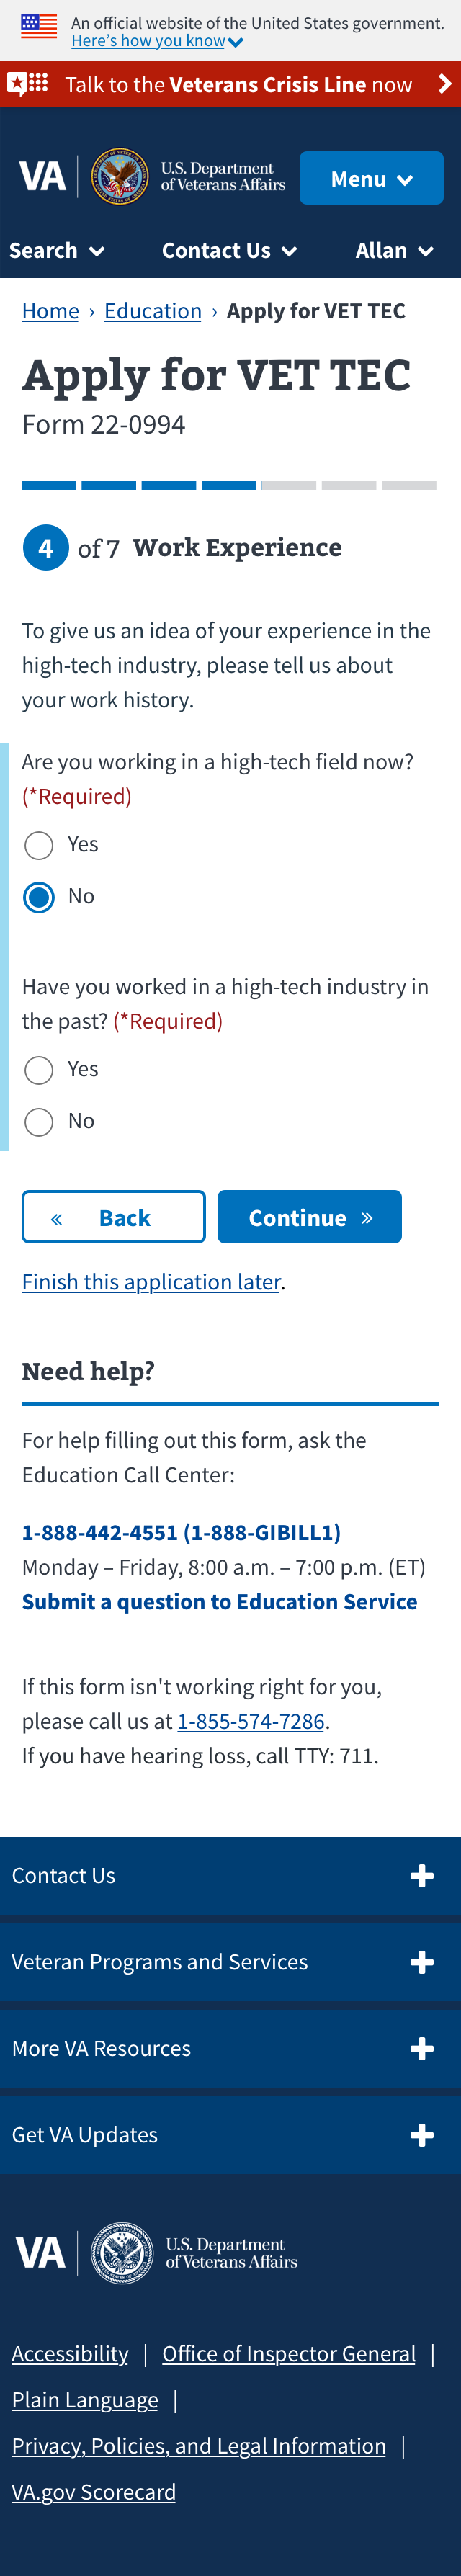 An official website of the United States government.
Here’s how you know
Talk to the Veterans Crisis Line now
VA
U.S. Department
of Veterans Affairs
Menu
Search
Contact Us
Allan
Home › Education › Apply for VET TEC
Apply for VET TEC
Form 22-0994
4 of 7 Work Experience
To give us an idea of your experience in the
high-tech industry, please tell us about
your work history.
Are you working in a high-tech field now?
(*Required)
Yes
No
Have you worked in a high-tech industry in
the past? (*Required)
Yes
No
« Back
Continue »
Finish this application later.
Need help?
For help filling out this form, ask the
Education Call Center:
1-888-442-4551 (1-888-GIBILL1)
Monday – Friday, 8:00 a.m. – 7:00 p.m. (ET)
Submit a question to Education Service
If this form isn't working right for you,
please call us at 1-855-574-7286.
If you have hearing loss, call TTY: 711.
Contact Us
Veteran Programs and Services
More VA Resources
Get VA Updates
VA
U.S. Department
of Veterans Affairs
Accessibility | Office of Inspector General |
Plain Language |
Privacy, Policies, and Legal Information |
VA.gov Scorecard